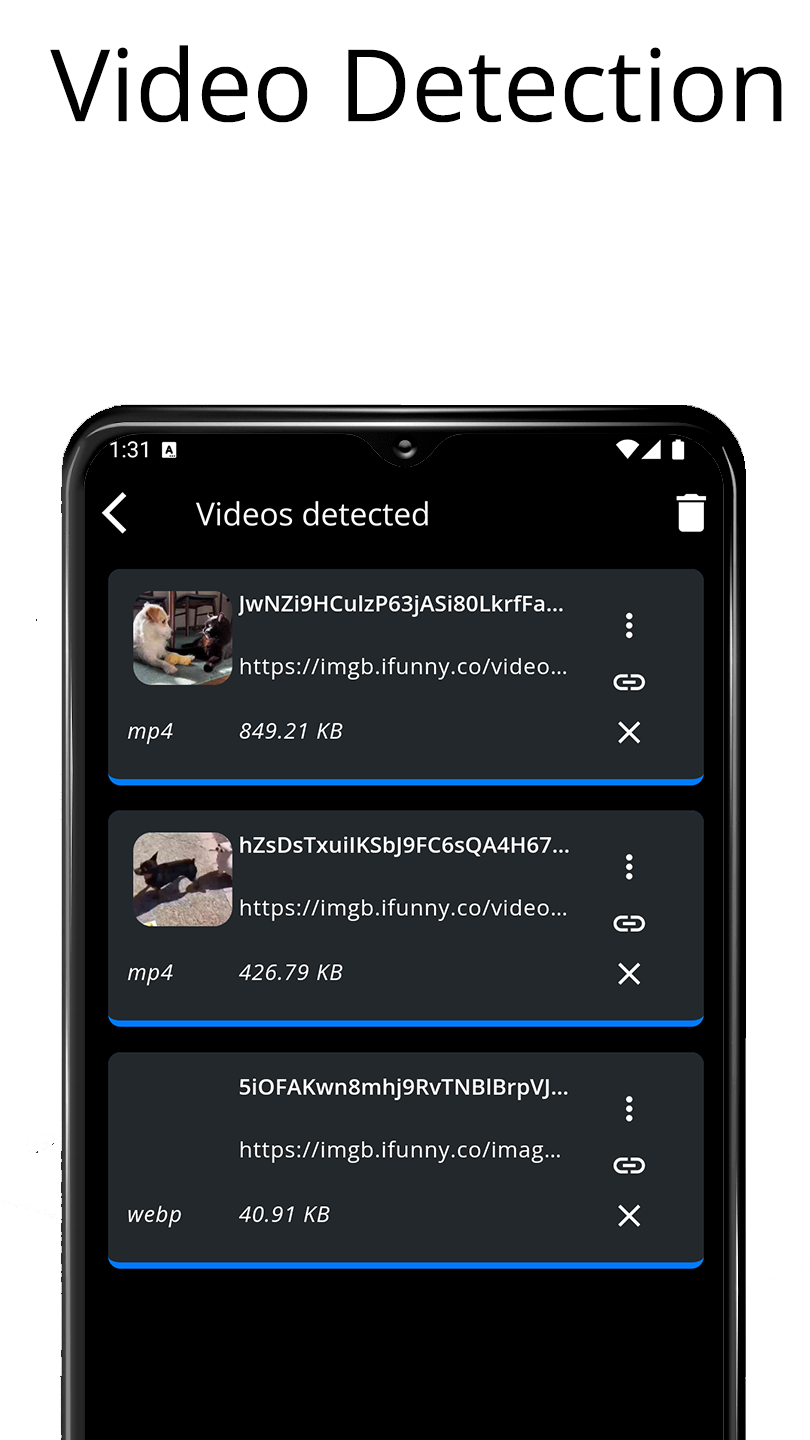 Video Detection
1:31 A
Videos detected
JwNZi9HCulzP63jASi80LkrfFa...
https://imgb.ifunny.co/video...
mp4 849.21 KB
hZsDsTxuiIKSbJ9FC6sQA4H67...
https://imgb.ifunny.co/video...
mp4 426.79 KB
5iOFAKwn8mhj9RvTNBlBrpVJ...
https://imgb.ifunny.co/imag...
webp 40.91 KB